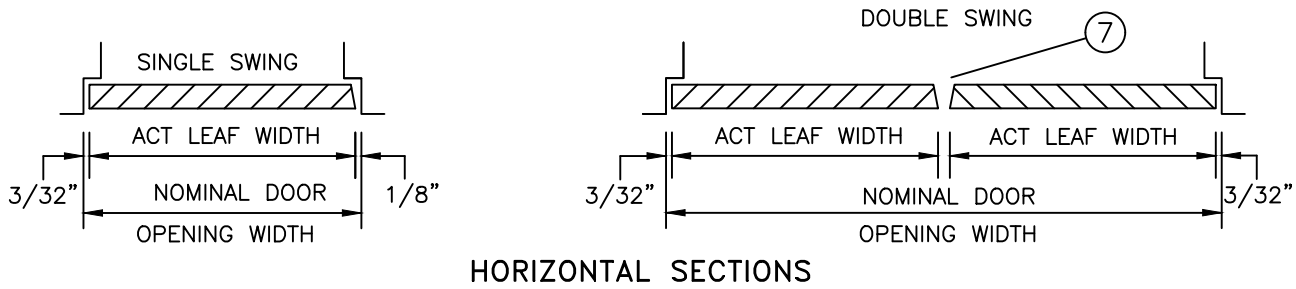 DOUBLE SWING
7
SINGLE SWING
ACT LEAF WIDTH
ACT LEAF WIDTH
ACT LEAF WIDTH
3/32”
NOMINAL DOOR
1/8”
3/32”
NOMINAL DOOR
3/32”
OPENING WIDTH
OPENING WIDTH
HORIZONTAL SECTIONS